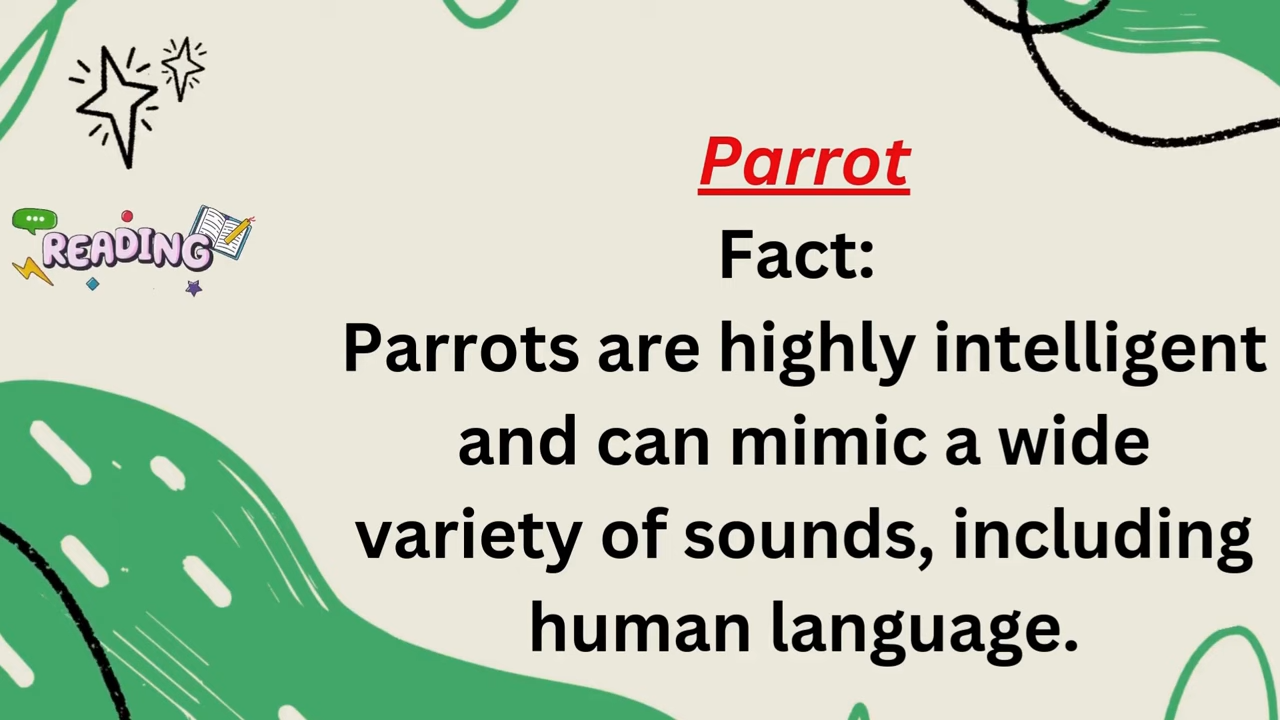 Parrot
READING
Fact:
Parrots are highly intelligent
and can mimic a wide
variety of sounds, including
human language.